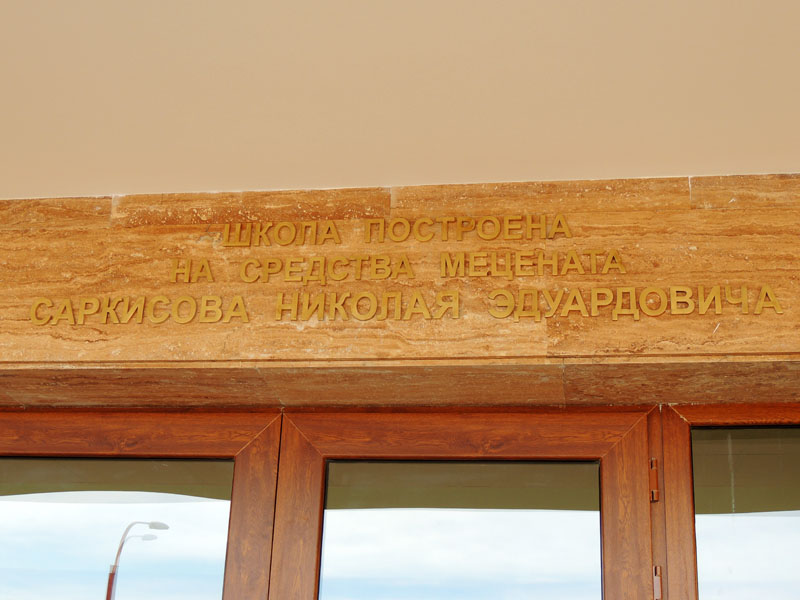 ШКОЛА ПОСТРОЕНА
НА СРЕДСТВА МЕЦЕНАТА
САРКИСОВА НИКОЛАЯ ЭДУАРДОВИЧА